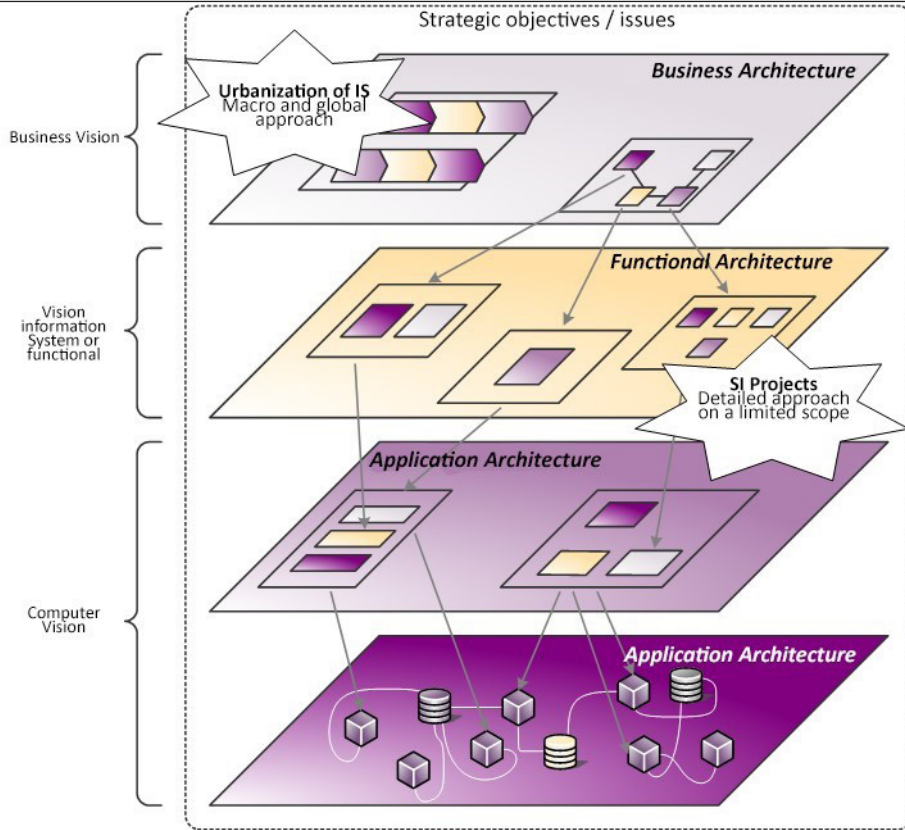 Strategic objectives / issues
Business Architecture
Urbanization of IS
Macro and global
approach
Business Vision
Functional Architecture
Vision
information
System or
functional
SI Projects
Detailed approach
on a limited scope
Application Architecture
Computer
Vision
Application Architecture